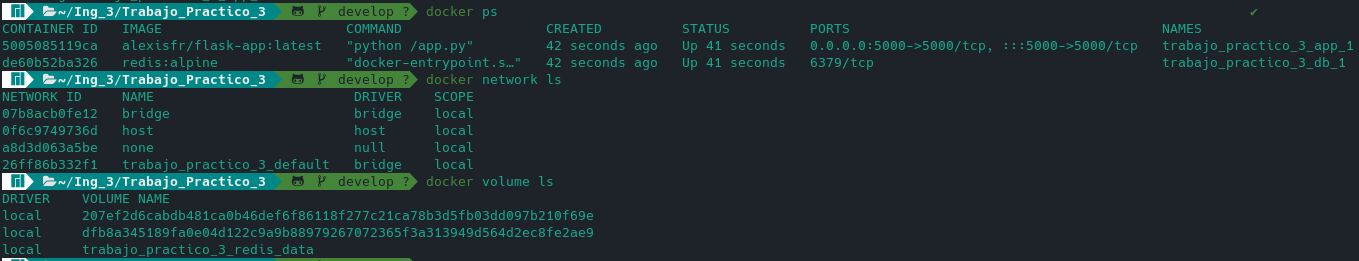 ~/Ing_3/Trabajo_Practico_3 develop ? docker ps ✔
CONTAINER ID IMAGE COMMAND CREATED STATUS PORTS NAMES
5005085119ca alexisfr/flask-app:latest "python /app.py" 42 seconds ago Up 41 seconds 0.0.0.0:5000->5000/tcp, :::5000->5000/tcp trabajo_practico_3_app_1
de60b52ba326 redis:alpine "docker-entrypoint.s…" 42 seconds ago Up 41 seconds 6379/tcp trabajo_practico_3_db_1
~/Ing_3/Trabajo_Practico_3 develop ? docker network ls
NETWORK ID NAME DRIVER SCOPE
07b8acb0fe12 bridge bridge local
0f6c9749736d host host local
a8d3d063a5be none null local
26ff86b332f1 trabajo_practico_3_default bridge local
~/Ing_3/Trabajo_Practico_3 develop ? docker volume ls
DRIVER VOLUME NAME
local 207ef2d6cabdb481ca0b46def6f86118f277c21ca78b3d5fb03dd097b210f69e
local dfb8a345189fa0e04d122c9a9b88979267072365f3a313949d564d2ec8fe2ae9
local trabajo_practico_3_redis_data